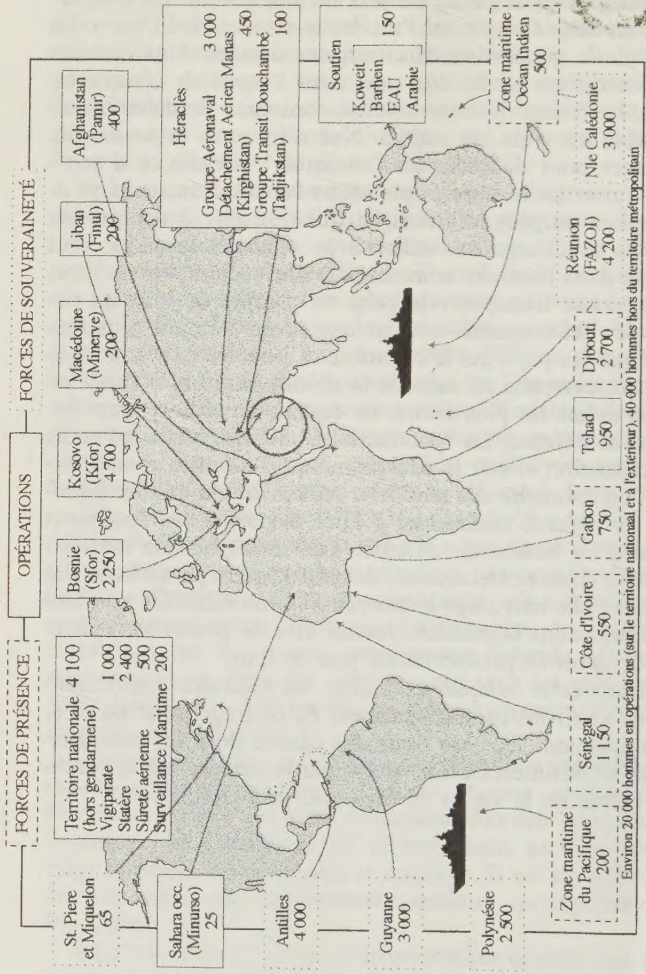 FORCES DE PRÉSENCE
OPÉRATIONS
FORCES DE SOUVERAINETÉ
St. Piere
et Miquelon
65
Territoire nationale 4 100
(hors gendarmerie)
Vigipirate 1 000
Statère 2 400
Sûreté aérienne 500
Surveillance Maritime 200
Bosnie
(Sfor)
2 250
Kosovo
(Kfor)
4 700
Macédoine
(Minerve)
200
Liban
(Finul)
200
Afghanistan
(Pamir)
400
Sahara occ.
(Minurso)
25
Héraclès
Groupe Aéronaval 3 000
Détachement Aérien Manas 450
(Kirghistan)
Groupe Transit Douchambé 100
(Tadjikstan)
Antilles
4 000
Soutien
Koweit
Barhein
EAU
Arabie
150
Guyanne
3 000
Polynésie
2 500
Zone maritime
Océan Indien
500
Zone maritime
du Pacifique
200
Sénégal
1 150
Côte d'Ivoire
550
Gabon
750
Tchad
950
Djibouti
2 700
Réunion
(FAZOI)
4 200
Nle Calédonie
3 000
Environ 20 000 hommes en opérations (sur le territoire nationaal et à l'extérieur), 40 000 hommes hors du territoire métropolitain